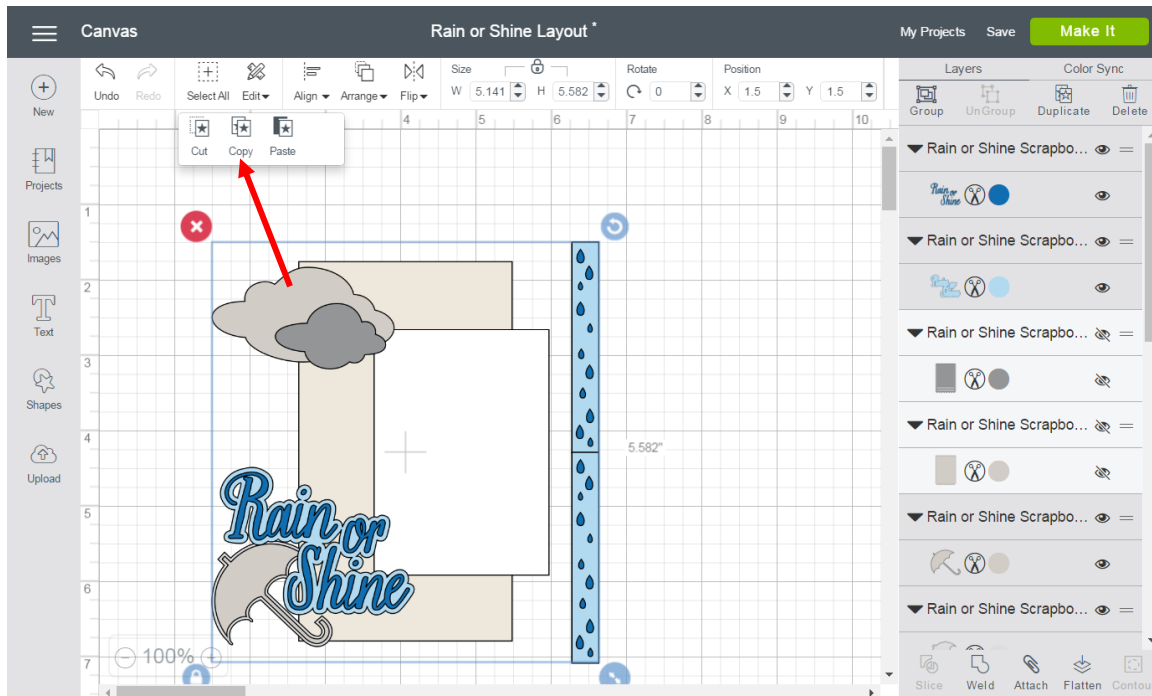 Canvas
Rain or Shine Layout *
My Projects Save Make It
Undo Redo Select All Edit Align Arrange Flip
Size W 5.141 H 5.582
Rotate 0
Position X 1.5 Y 1.5
Layers Color Sync
Group UnGroup Duplicate Delete
Cut Copy Paste
4 5 6 7 8 9 10
1
2
3
4
5
6
7
New
Projects
Images
Text
Shapes
Upload
5.582"
Rain or
Shine
100%
Rain or Shine Scrapbo...
Rain or
Shine
Rain or Shine Scrapbo...
Rain or Shine Scrapbo...
Rain or Shine Scrapbo...
Rain or Shine Scrapbo...
Rain or Shine Scrapbo...
Slice Weld Attach Flatten Contou